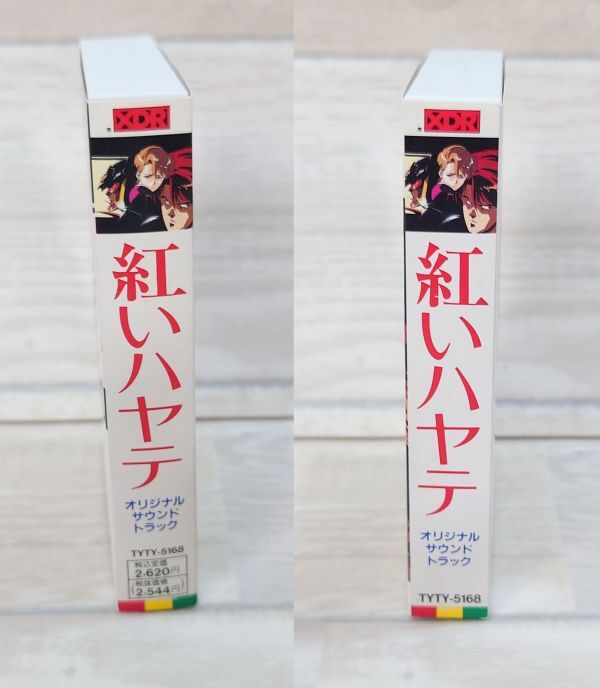 XDR
紅いハヤテ
オリジナル
サウンド
トラック
TYTY-5168
税込定価
2,620円
(税抜価格
2,544円)
XDR
紅いハヤテ
オリジナル
サウンド
トラック
TYTY-5168